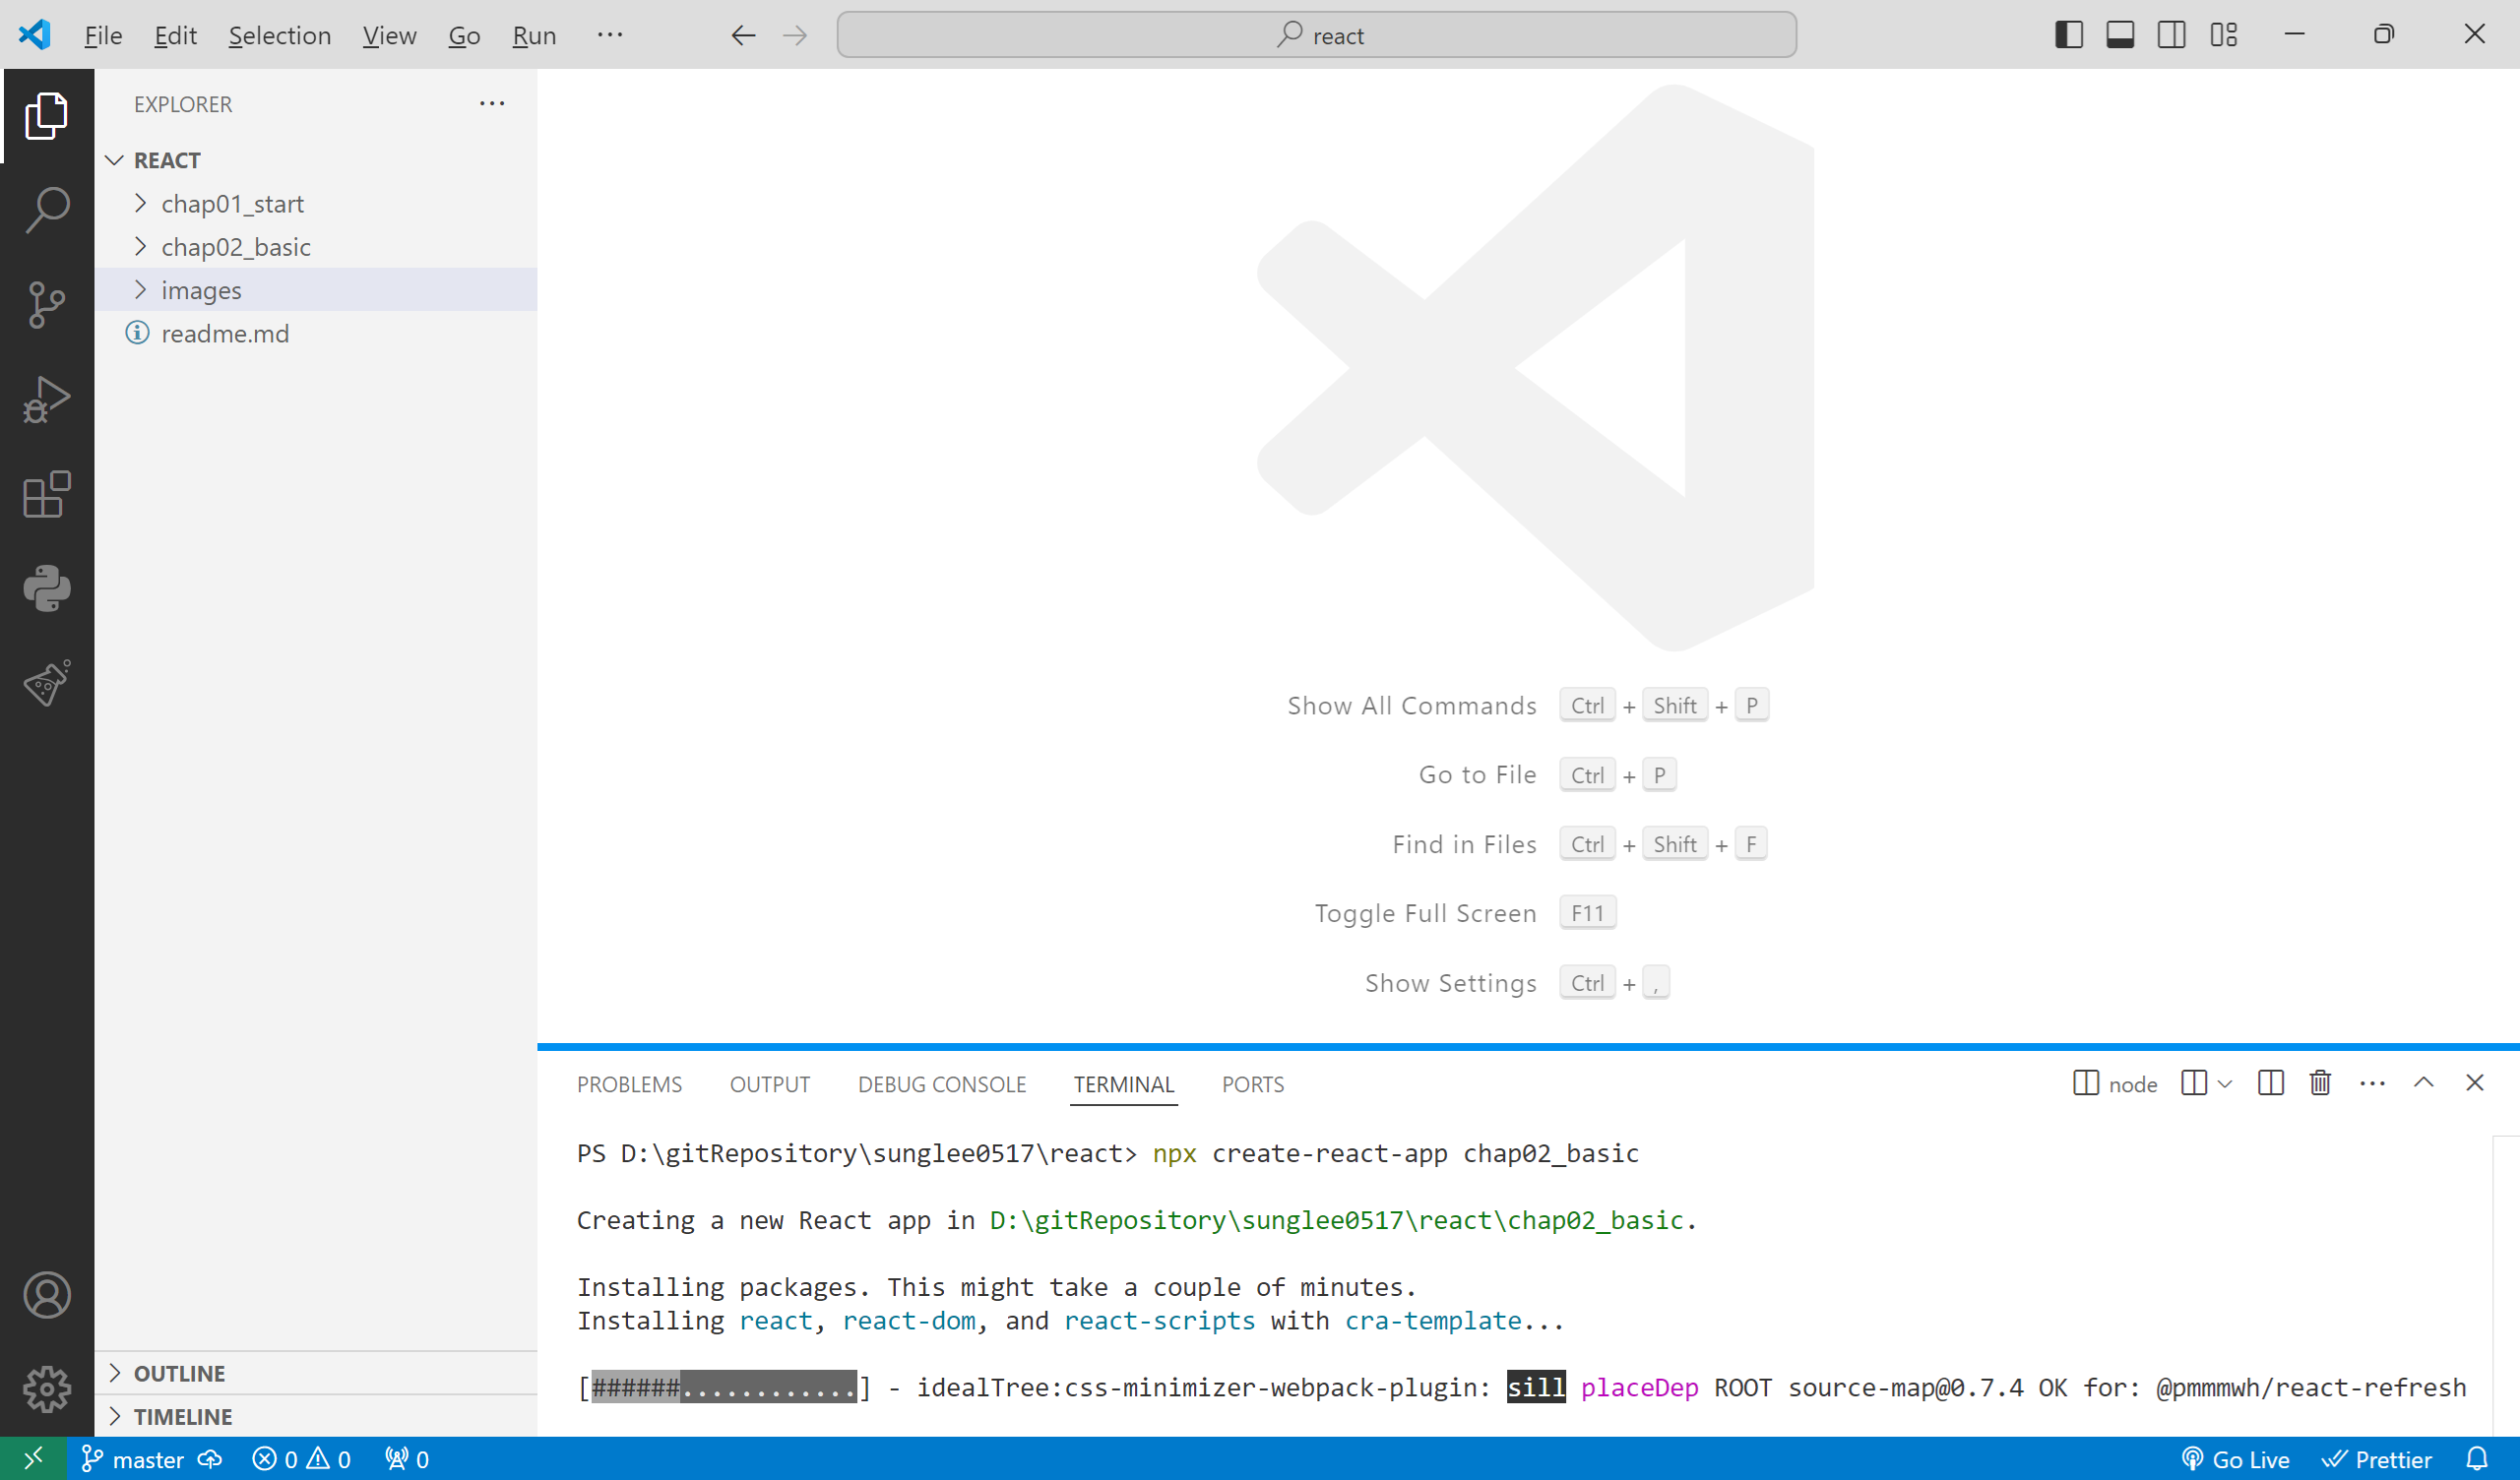 File Edit Selection View Go Run ···
react
EXPLORER ···
REACT
chap01_start
chap02_basic
images
readme.md
OUTLINE
TIMELINE
Show All Commands Ctrl + Shift + P
Go to File Ctrl + P
Find in Files Ctrl + Shift + F
Toggle Full Screen F11
Show Settings Ctrl + ,
PROBLEMS OUTPUT DEBUG CONSOLE TERMINAL PORTS node ···
PS D:\gitRepository\sunglee0517\react> npx create-react-app chap02_basic
Creating a new React app in D:\gitRepository\sunglee0517\react\chap02_basic.
Installing packages. This might take a couple of minutes.
Installing react, react-dom, and react-scripts with cra-template...
[######............] - idealTree:css-minimizer-webpack-plugin: sill placeDep ROOT source-map@0.7.4 OK for: @pmmmwh/react-refresh
master 0 0 0 Go Live Prettier